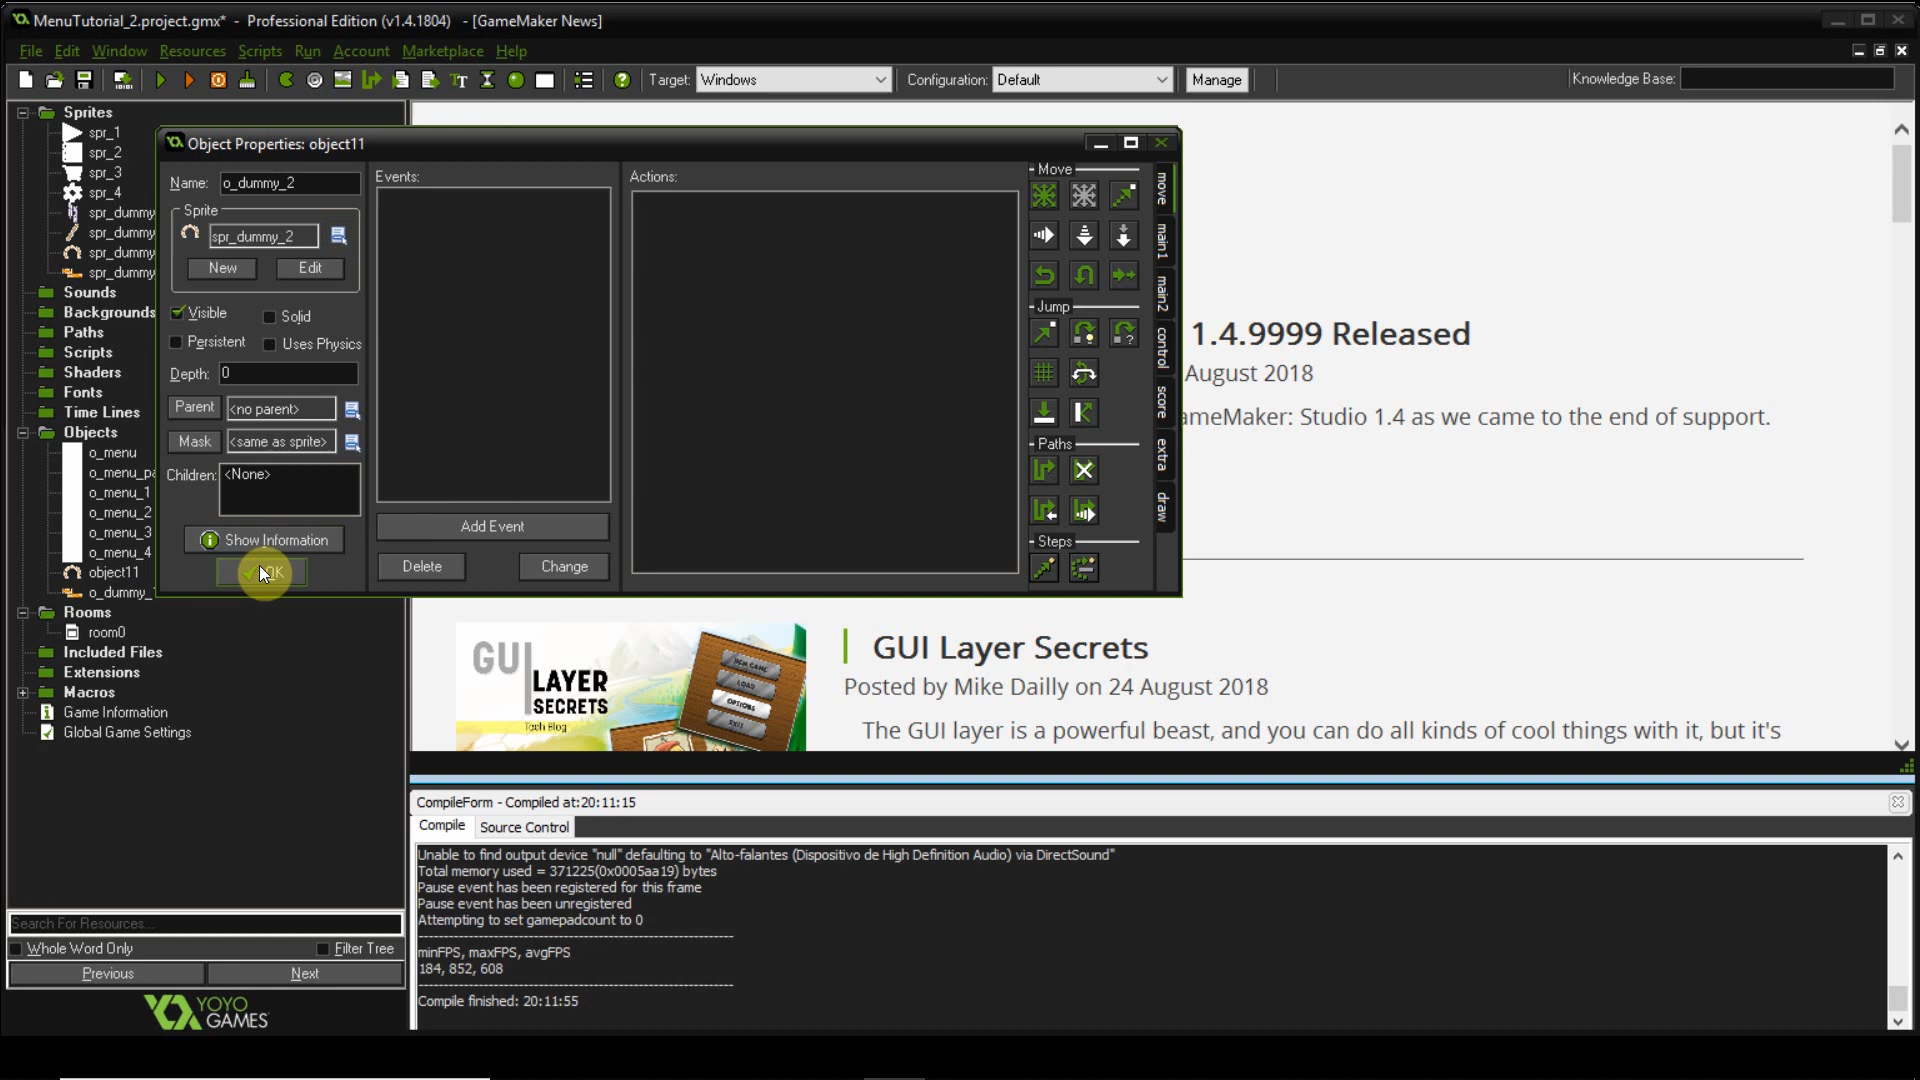 MenuTutorial_2.project.gmx* - Professional Edition (v1.4.1804) - [GameMaker News]
File Edit Window Resources Scripts Run Account Marketplace Help
Target: Windows Configuration: Default Manage Knowledge Base:
Sprites
spr_1
spr_2
spr_3
spr_4
spr_dummy
spr_dummy
spr_dummy
spr_dummy
Sounds
Backgrounds
Paths
Scripts
Shaders
Fonts
Time Lines
Objects
o_menu
o_menu_pa
o_menu_1
o_menu_2
o_menu_3
o_menu_4
object11
o_dummy_
Rooms
room0
Included Files
Extensions
Macros
Game Information
Global Game Settings
Search For Resources...
Whole Word Only Filter Tree
Previous Next
YOYO
GAMES
Object Properties: object11
Name: o_dummy_2
Sprite
spr_dummy_2
New Edit
Visible Solid
Persistent Uses Physics
Depth: 0
Parent <no parent>
Mask <same as sprite>
Children: <None>
Show Information
OK
Events:
Add Event
Delete Change
Actions:
Move
Jump
Paths
Steps
move
main1
main2
control
score
extra
draw
1.4.9999 Released
August 2018
ameMaker: Studio 1.4 as we came to the end of support.
GUI
LAYER
SECRETS
Tech Blog
NEW GAME
LOAD
OPTIONS
EXIT
GUI Layer Secrets
Posted by Mike Dailly on 24 August 2018
The GUI layer is a powerful beast, and you can do all kinds of cool things with it, but it's
CompileForm - Compiled at:20:11:15
Compile Source Control
Unable to find output device "null" defaulting to "Alto-falantes (Dispositivo de High Definition Audio) via DirectSound"
Total memory used = 371225(0x0005aa19) bytes
Pause event has been registered for this frame
Pause event has been unregistered
Attempting to set gamepadcount to 0
minFPS, maxFPS, avgFPS
184, 852, 608
Compile finished: 20:11:55